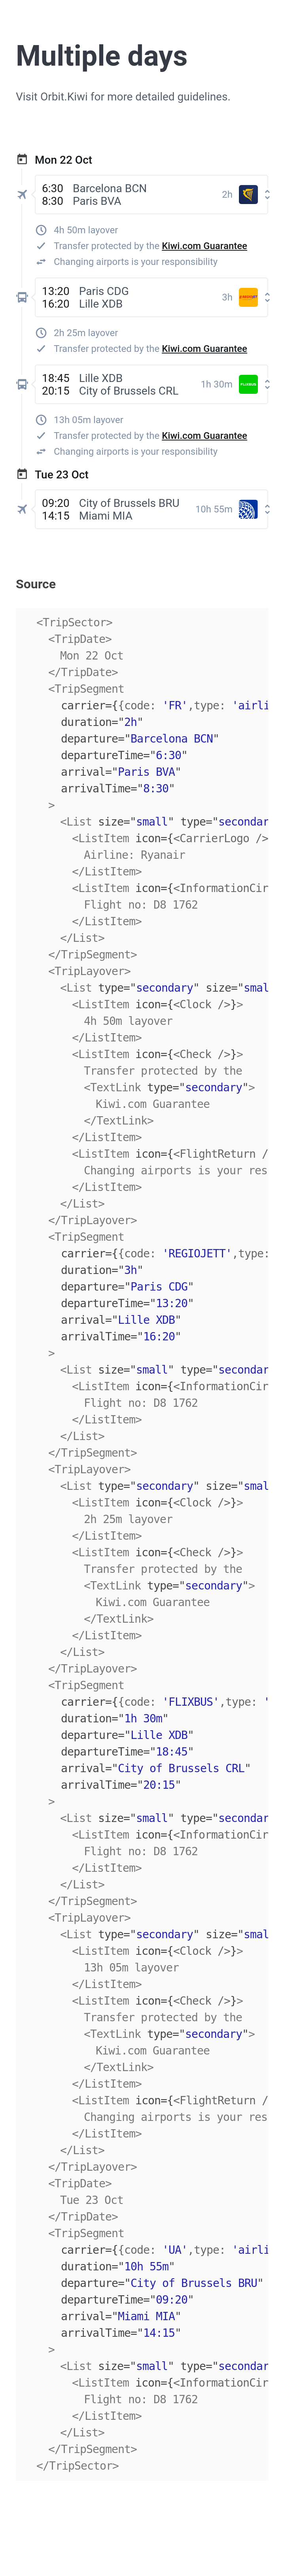 Multiple days
Visit Orbit.Kiwi for more detailed guidelines.
Mon 22 Oct
6:30 Barcelona BCN
2h
8:30 Paris BVA
4h 50m layover
Transfer protected by the Kiwi.com Guarantee
Changing airports is your responsibility
13:20 Paris CDG
3h
16:20 Lille XDB
2h 25m layover
Transfer protected by the Kiwi.com Guarantee
18:45 Lille XDB
1h 30m
FLIXBUS
20:15 City of Brussels CRL
13h 05m layover
Transfer protected by the Kiwi.com Guarantee
Changing airports is your responsibility
Tue 23 Oct
09:20 City of Brussels BRU
10h 55m
14:15 Miami MIA
Source
<TripSector>
<TripDate>
Mon 22 Oct
</TripDate>
<TripSegment
carrier={{code: 'FR',type: 'airli
duration="2h"
departure="Barcelona BCN"
departureTime="6:30"
arrival="Paris BVA"
arrivalTime="8:30"
>
<List size="small" type="secondar
<ListItem icon={<CarrierLogo />
Airline: Ryanair
</ListItem>
<ListItem icon={<InformationCir
Flight no: D8 1762
</ListItem>
</List>
</TripSegment>
<TripLayover>
<List type="secondary" size="smal
<ListItem icon={<Clock />}>
4h 50m layover
</ListItem>
<ListItem icon={<Check />}>
Transfer protected by the
<TextLink type="secondary">
Kiwi.com Guarantee
</TextLink>
</ListItem>
<ListItem icon={<FlightReturn /
Changing airports is your res
</ListItem>
</List>
</TripLayover>
<TripSegment
carrier={{code: 'REGIOJETT',type:
duration="3h"
departure="Paris CDG"
departureTime="13:20"
arrival="Lille XDB"
arrivalTime="16:20"
>
<List size="small" type="secondar
<ListItem icon={<InformationCir
Flight no: D8 1762
</ListItem>
</List>
</TripSegment>
<TripLayover>
<List type="secondary" size="smal
<ListItem icon={<Clock />}>
2h 25m layover
</ListItem>
<ListItem icon={<Check />}>
Transfer protected by the
<TextLink type="secondary">
Kiwi.com Guarantee
</TextLink>
</ListItem>
</List>
</TripLayover>
<TripSegment
carrier={{code: 'FLIXBUS',type: '
duration="1h 30m"
departure="Lille XDB"
departureTime="18:45"
arrival="City of Brussels CRL"
arrivalTime="20:15"
>
<List size="small" type="secondar
<ListItem icon={<InformationCir
Flight no: D8 1762
</ListItem>
</List>
</TripSegment>
<TripLayover>
<List type="secondary" size="smal
<ListItem icon={<Clock />}>
13h 05m layover
</ListItem>
<ListItem icon={<Check />}>
Transfer protected by the
<TextLink type="secondary">
Kiwi.com Guarantee
</TextLink>
</ListItem>
<ListItem icon={<FlightReturn /
Changing airports is your res
</ListItem>
</List>
</TripLayover>
<TripDate>
Tue 23 Oct
</TripDate>
<TripSegment
carrier={{code: 'UA',type: 'airli
duration="10h 55m"
departure="City of Brussels BRU"
departureTime="09:20"
arrival="Miami MIA"
arrivalTime="14:15"
>
<List size="small" type="secondar
<ListItem icon={<InformationCir
Flight no: D8 1762
</ListItem>
</List>
</TripSegment>
</TripSector>